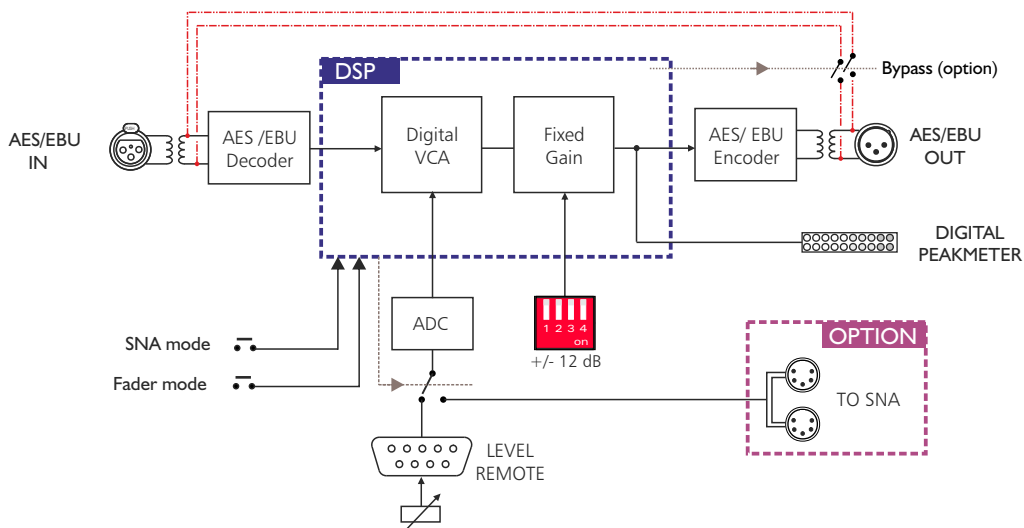 DSP
Bypass (option)
AES/EBU
IN
AES /EBU
Decoder
Digital
VCA
Fixed
Gain
AES/ EBU
Encoder
AES/EBU
OUT
DIGITAL
PEAKMETER
ADC
1 2 3 4
on
+/- 12 dB
SNA mode
Fader mode
OPTION
TO SNA
LEVEL
REMOTE